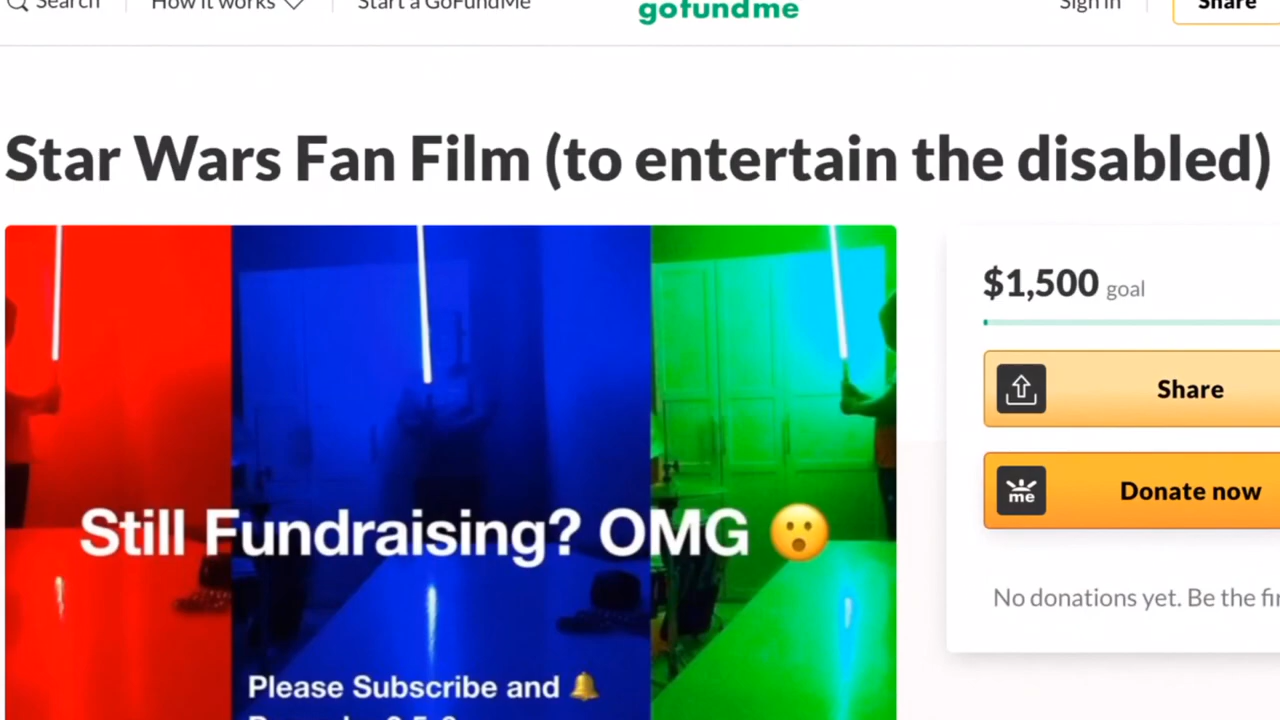 Search How it works Start a GoFundMe gofundme Sign in Share
Star Wars Fan Film (to entertain the disabled)
$1,500 goal
Share
me Donate now
Still Fundraising? OMG 😮
No donations yet. Be the
Please Subscribe and 🔔